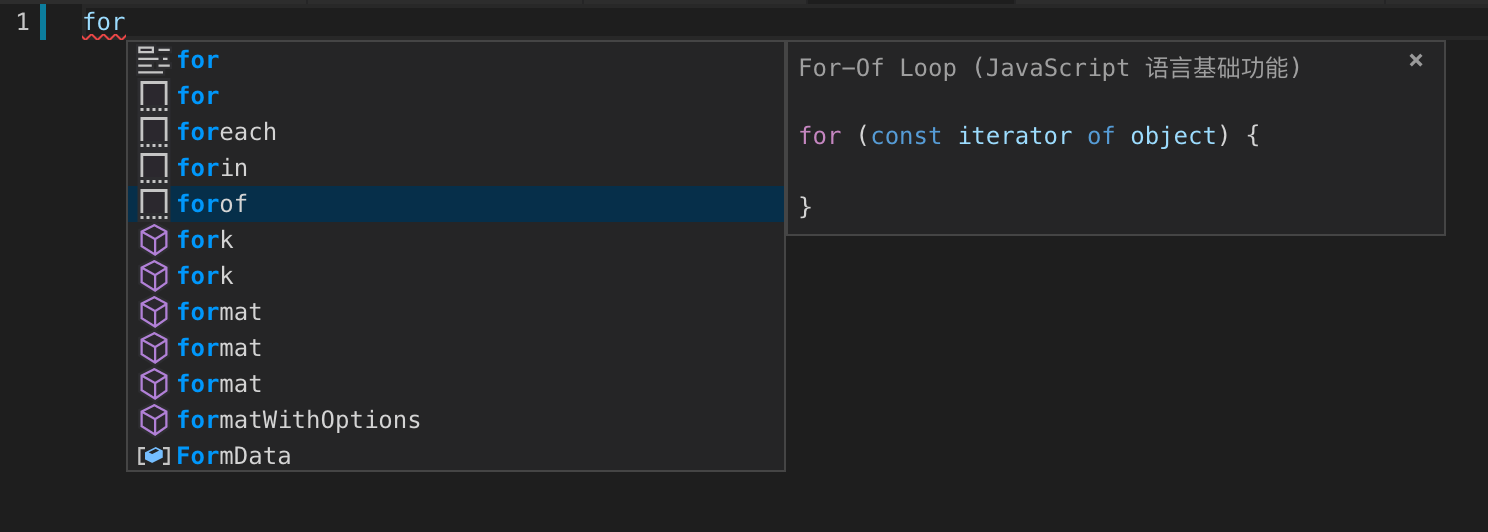 1 for
for
for
foreach
forin
forof
fork
fork
format
format
format
formatWithOptions
FormData
For-Of Loop (JavaScript 语言基础功能) ×
for (const iterator of object) {
}